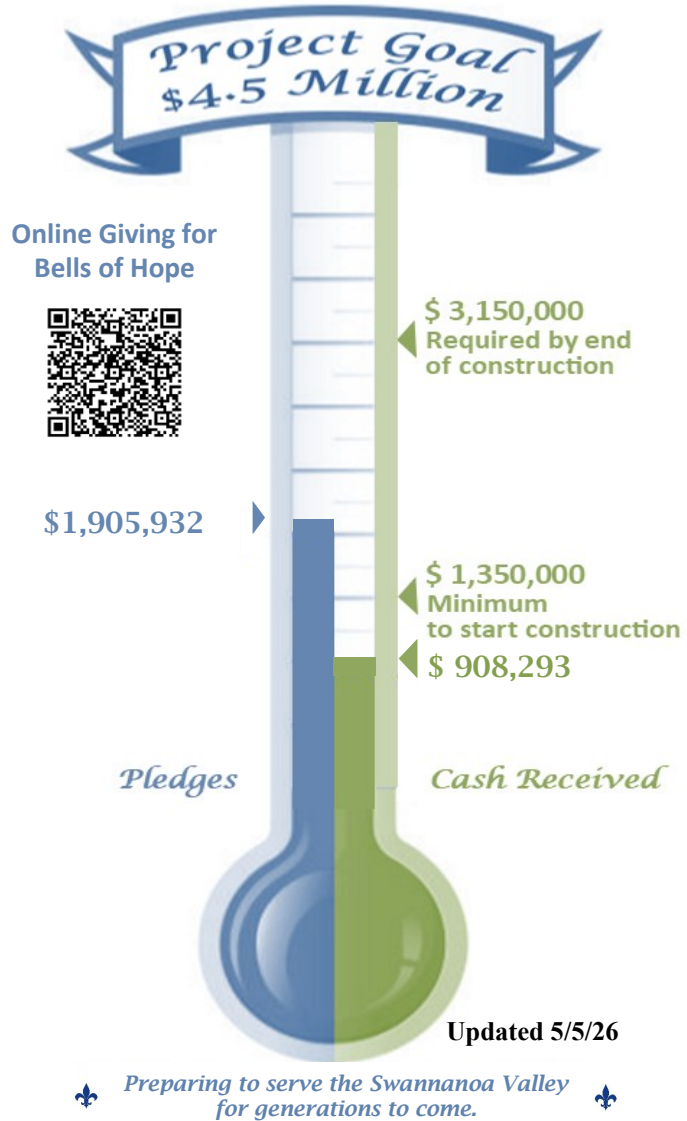 Project Goal
$4.5 Million
Online Giving for
Bells of Hope
$ 3,150,000
Required by end
of construction
$1,905,932
$ 1,350,000
Minimum
to start construction
$ 908,293
Pledges
Cash Received
Updated 5/5/26
Preparing to serve the Swannanoa Valley
for generations to come.